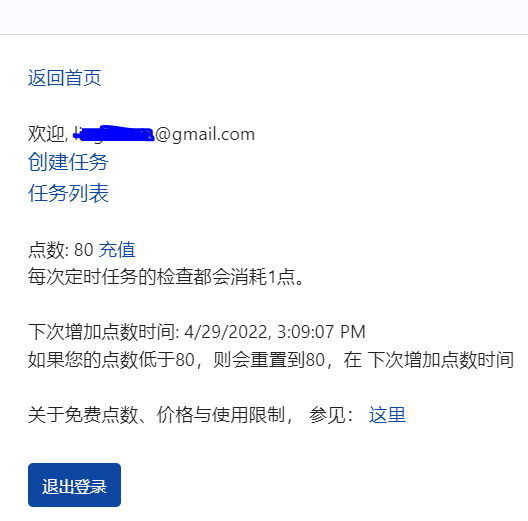 返回首页
欢迎, @gmail.com
创建任务
任务列表
点数: 80 充值
每次定时任务的检查都会消耗1点。
下次增加点数时间: 4/29/2022, 3:09:07 PM
如果您的点数低于80，则会重置到80，在 下次增加点数时间
关于免费点数、价格与使用限制， 参见： 这里
退出登录